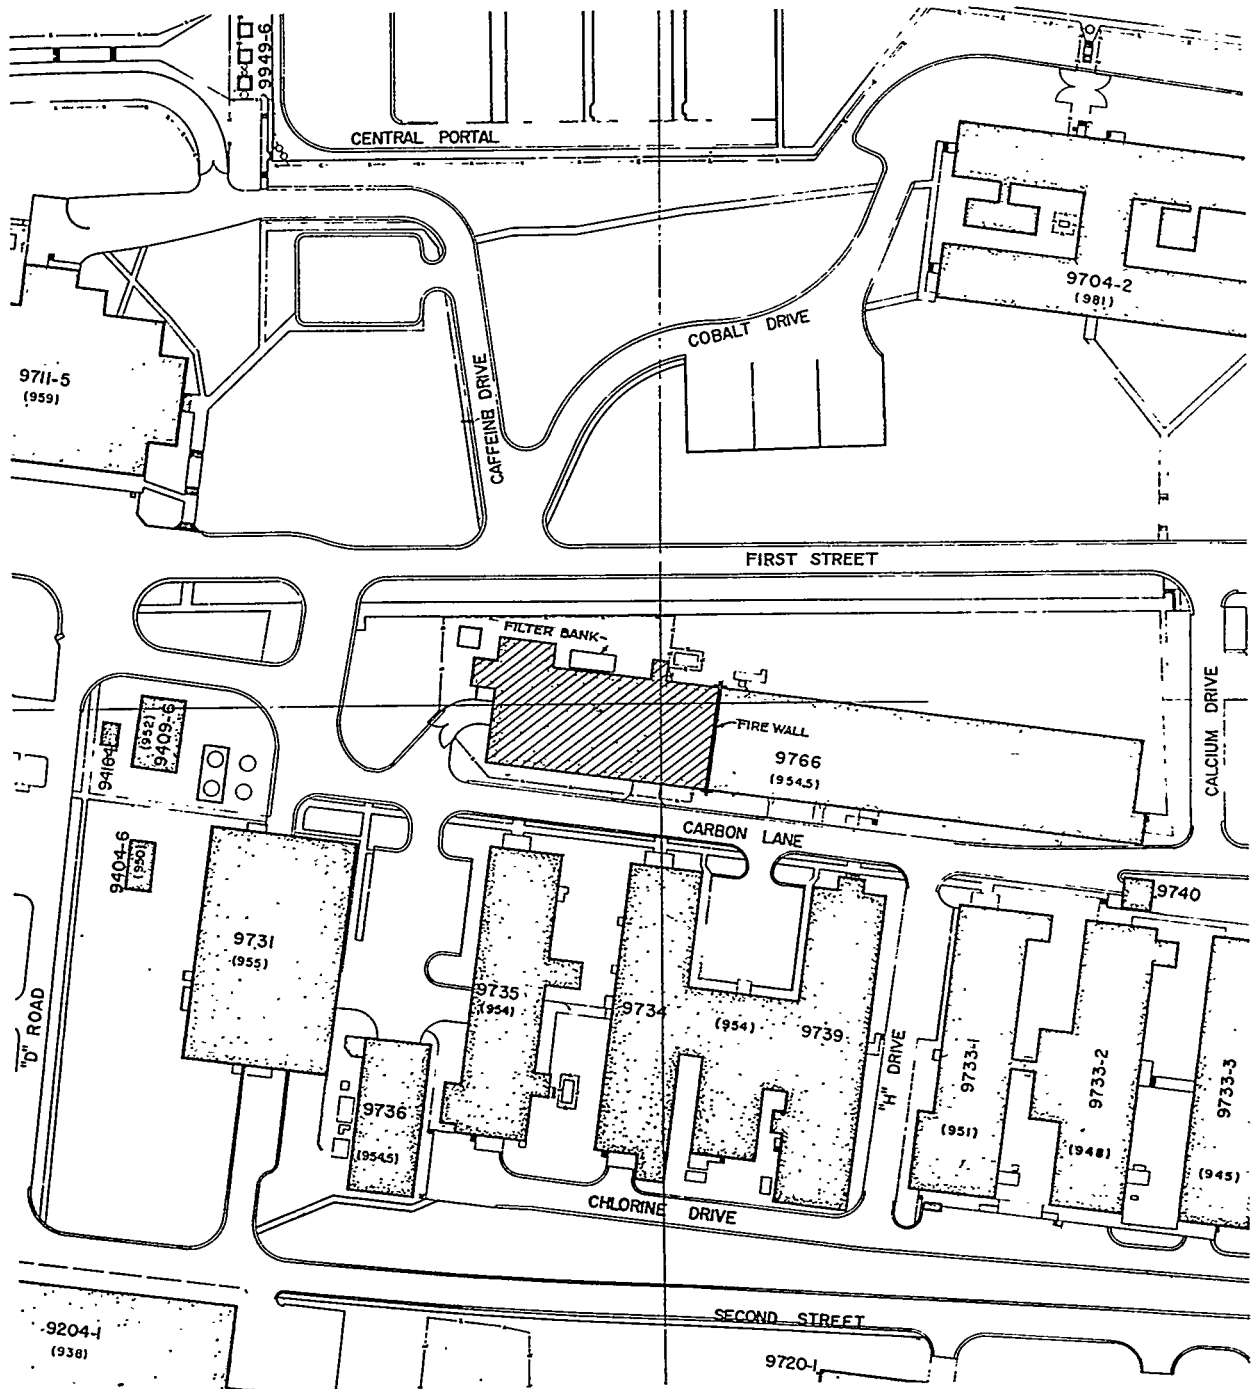 9949-6
CENTRAL PORTAL
9704-2
(981)
COBALT DRIVE
CAFFEINB DRIVE
9711-5
(959)
FIRST STREET
FILTER BANK
FIRE WALL
9766
(954.5)
CALCIUM DRIVE
9409-6
(952)
9418-4
CARBON LANE
9404-6
(950)
9740
9731
(955)
9735
(954)
9734
(954)
9739
"D" ROAD
"H" DRIVE
9733-1
(951)
9733-2
(948)
9733-3
(945)
9736
(954.5)
CHLORINE DRIVE
SECOND STREET
9204-1
(938)
9720-1